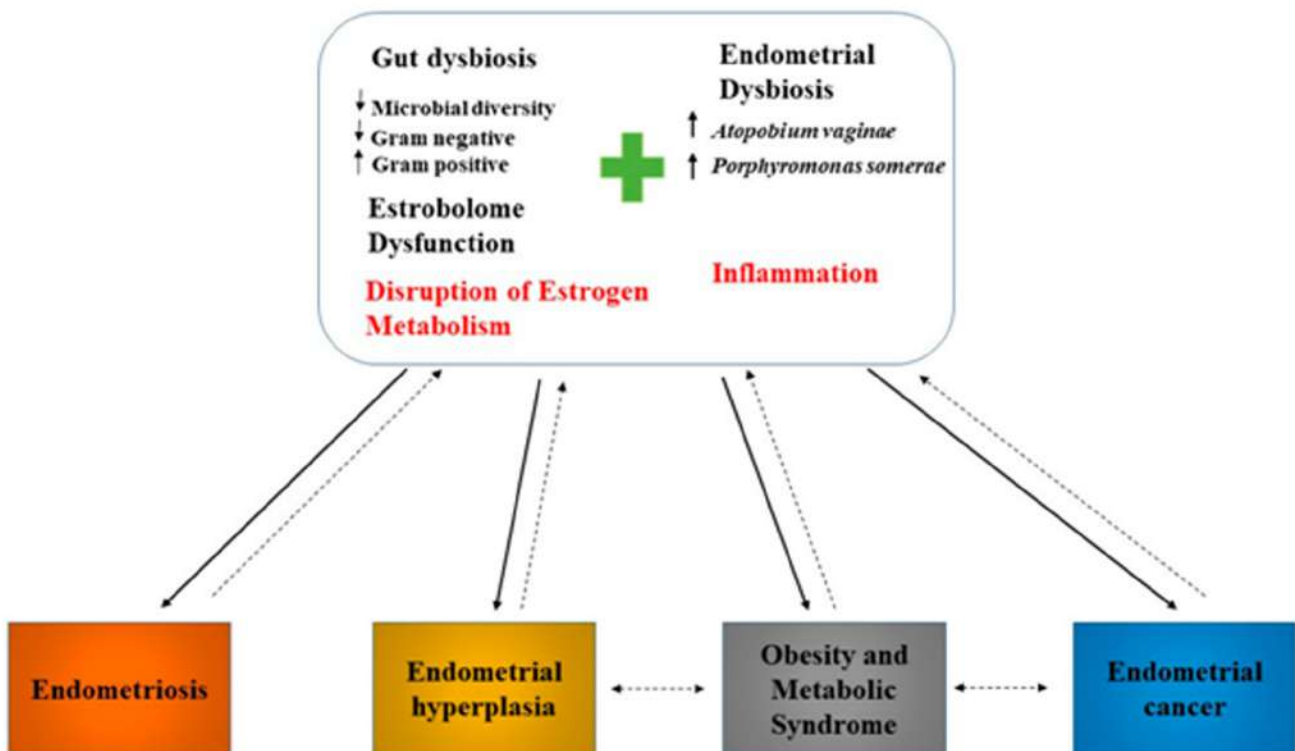 Gut dysbiosis
↓ Microbial diversity
↓ Gram negative
↑ Gram positive
Estrobolome
Dysfunction
Disruption of Estrogen
Metabolism
Endometrial
Dysbiosis
↑ Atopobium vaginae
↑ Porphyromonas somerae
Inflammation
Endometriosis
Endometrial
hyperplasia
Obesity and
Metabolic
Syndrome
Endometrial
cancer